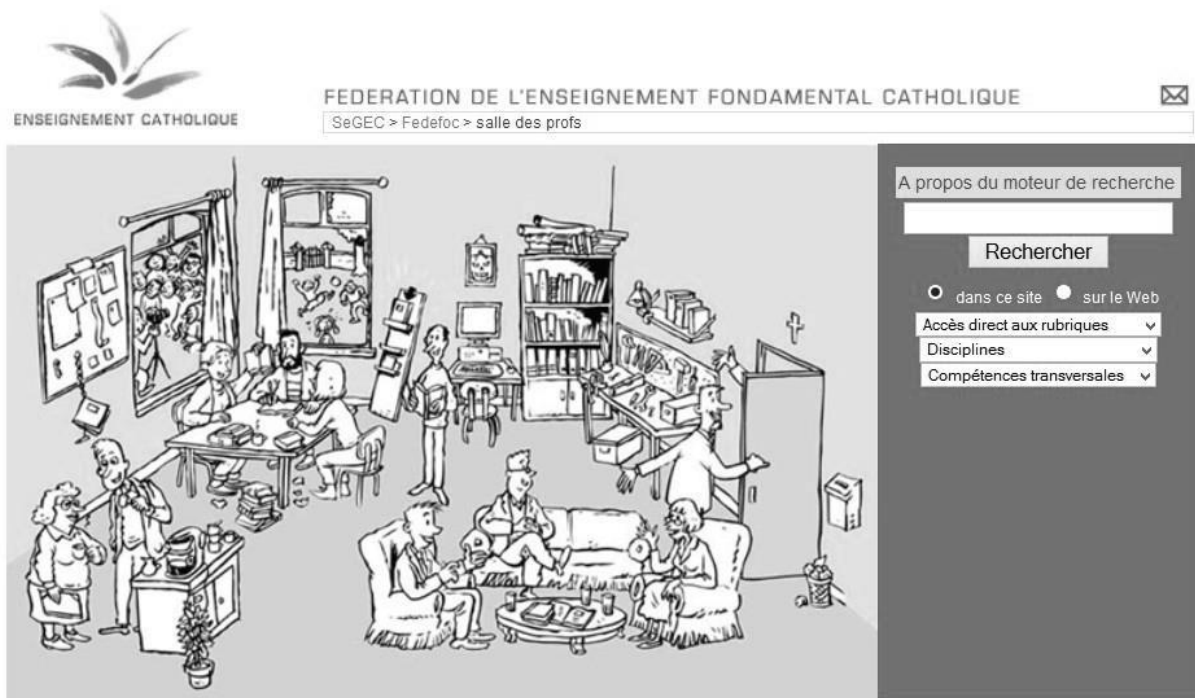 ENSEIGNEMENT CATHOLIQUE
FEDERATION DE L'ENSEIGNEMENT FONDAMENTAL CATHOLIQUE
SeGEC > Fedefoc > salle des profs
A propos du moteur de recherche
Rechercher
dans ce site sur le Web
Accès direct aux rubriques
Disciplines
Compétences transversales